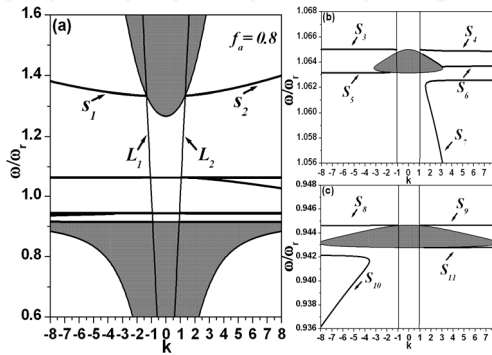 (a)
f_a=0.8
ω/ω_r
1.6
1.4
1.2
1.0
0.8
0.6
S_1
S_2
L_1
L_2
-8-7-6-5-4-3-2-1 0 1 2 3 4 5 6 7 8
k
(b)
ω/ω_r
1.066
1.064
1.062
1.060
1.058
1.056
S_3
S_4
S_5
S_6
S_7
-8 -7 -6 -5 -4 -3 -2 -1 0 1 2 3 4 5 6 7 8
k
(c)
ω/ω_r
0.948
0.946
0.944
0.942
0.940
0.938
0.936
S_8
S_9
S_10
S_11
-8 -7 -6 -5 -4 -3 -2 -1 0 1 2 3 4 5 6 7 8
k